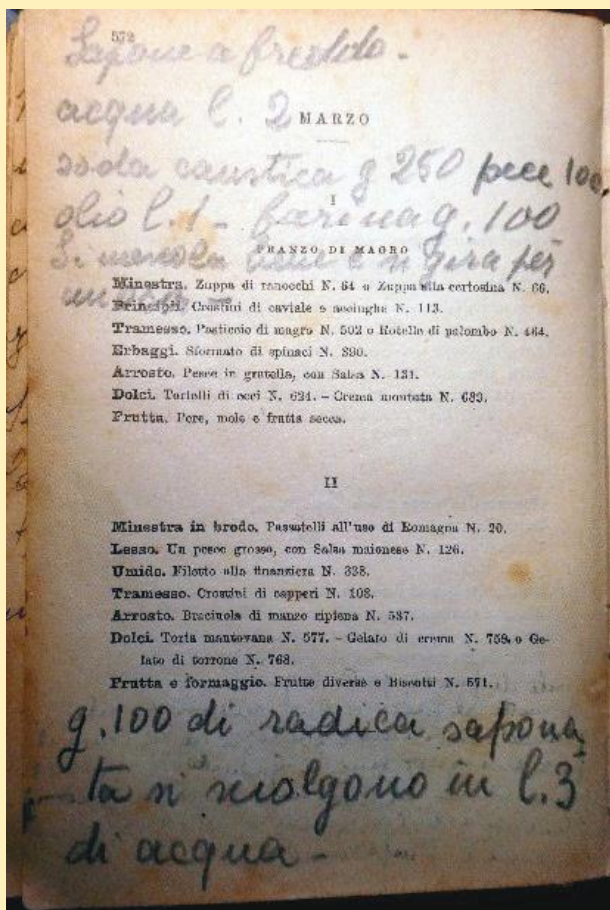 572
Sapone a freddo -
acqua l. 2
MARZO
soda caustica g 250 pece 100
olio l. 1 - farina g. 100
I
PRANZO DI MAGRO
Si mescola bene e si gira per
Minestra. Zuppa di ranocchi N. 64 o Zuppa alla certosina N. 66.
Principii. Crostini di caviale e acciughe N. 113.
Tramesso. Pasticcio di magro N. 502 o Rotelle di palombo N. 464.
Erbaggi. Sformato di spinaci N. 390.
Arrosto. Pesce in gratella, con Salsa N. 131.
Dolci. Tortelli di ceci N. 624. – Crema montata N. 689.
Frutta. Pere, mele e frutta secca.
II
Minestra in brodo. Passatelli all'uso di Romagna N. 20.
Lesso. Un pesce grosso, con Salsa maionese N. 126.
Umido. Filetto alla finanziera N. 338.
Tramesso. Crostini di capperi N. 108.
Arrosto. Braciuola di manzo ripiena N. 537.
Dolci. Torta mantovana N. 577. – Gelato di crema N. 759, o Ge-
lato di torrone N. 768.
Frutta e formaggio. Frutte diverse e Biscotti N. 571.
g. 100 di radica sapona
ta si sciolgono in l. 3
di acqua -